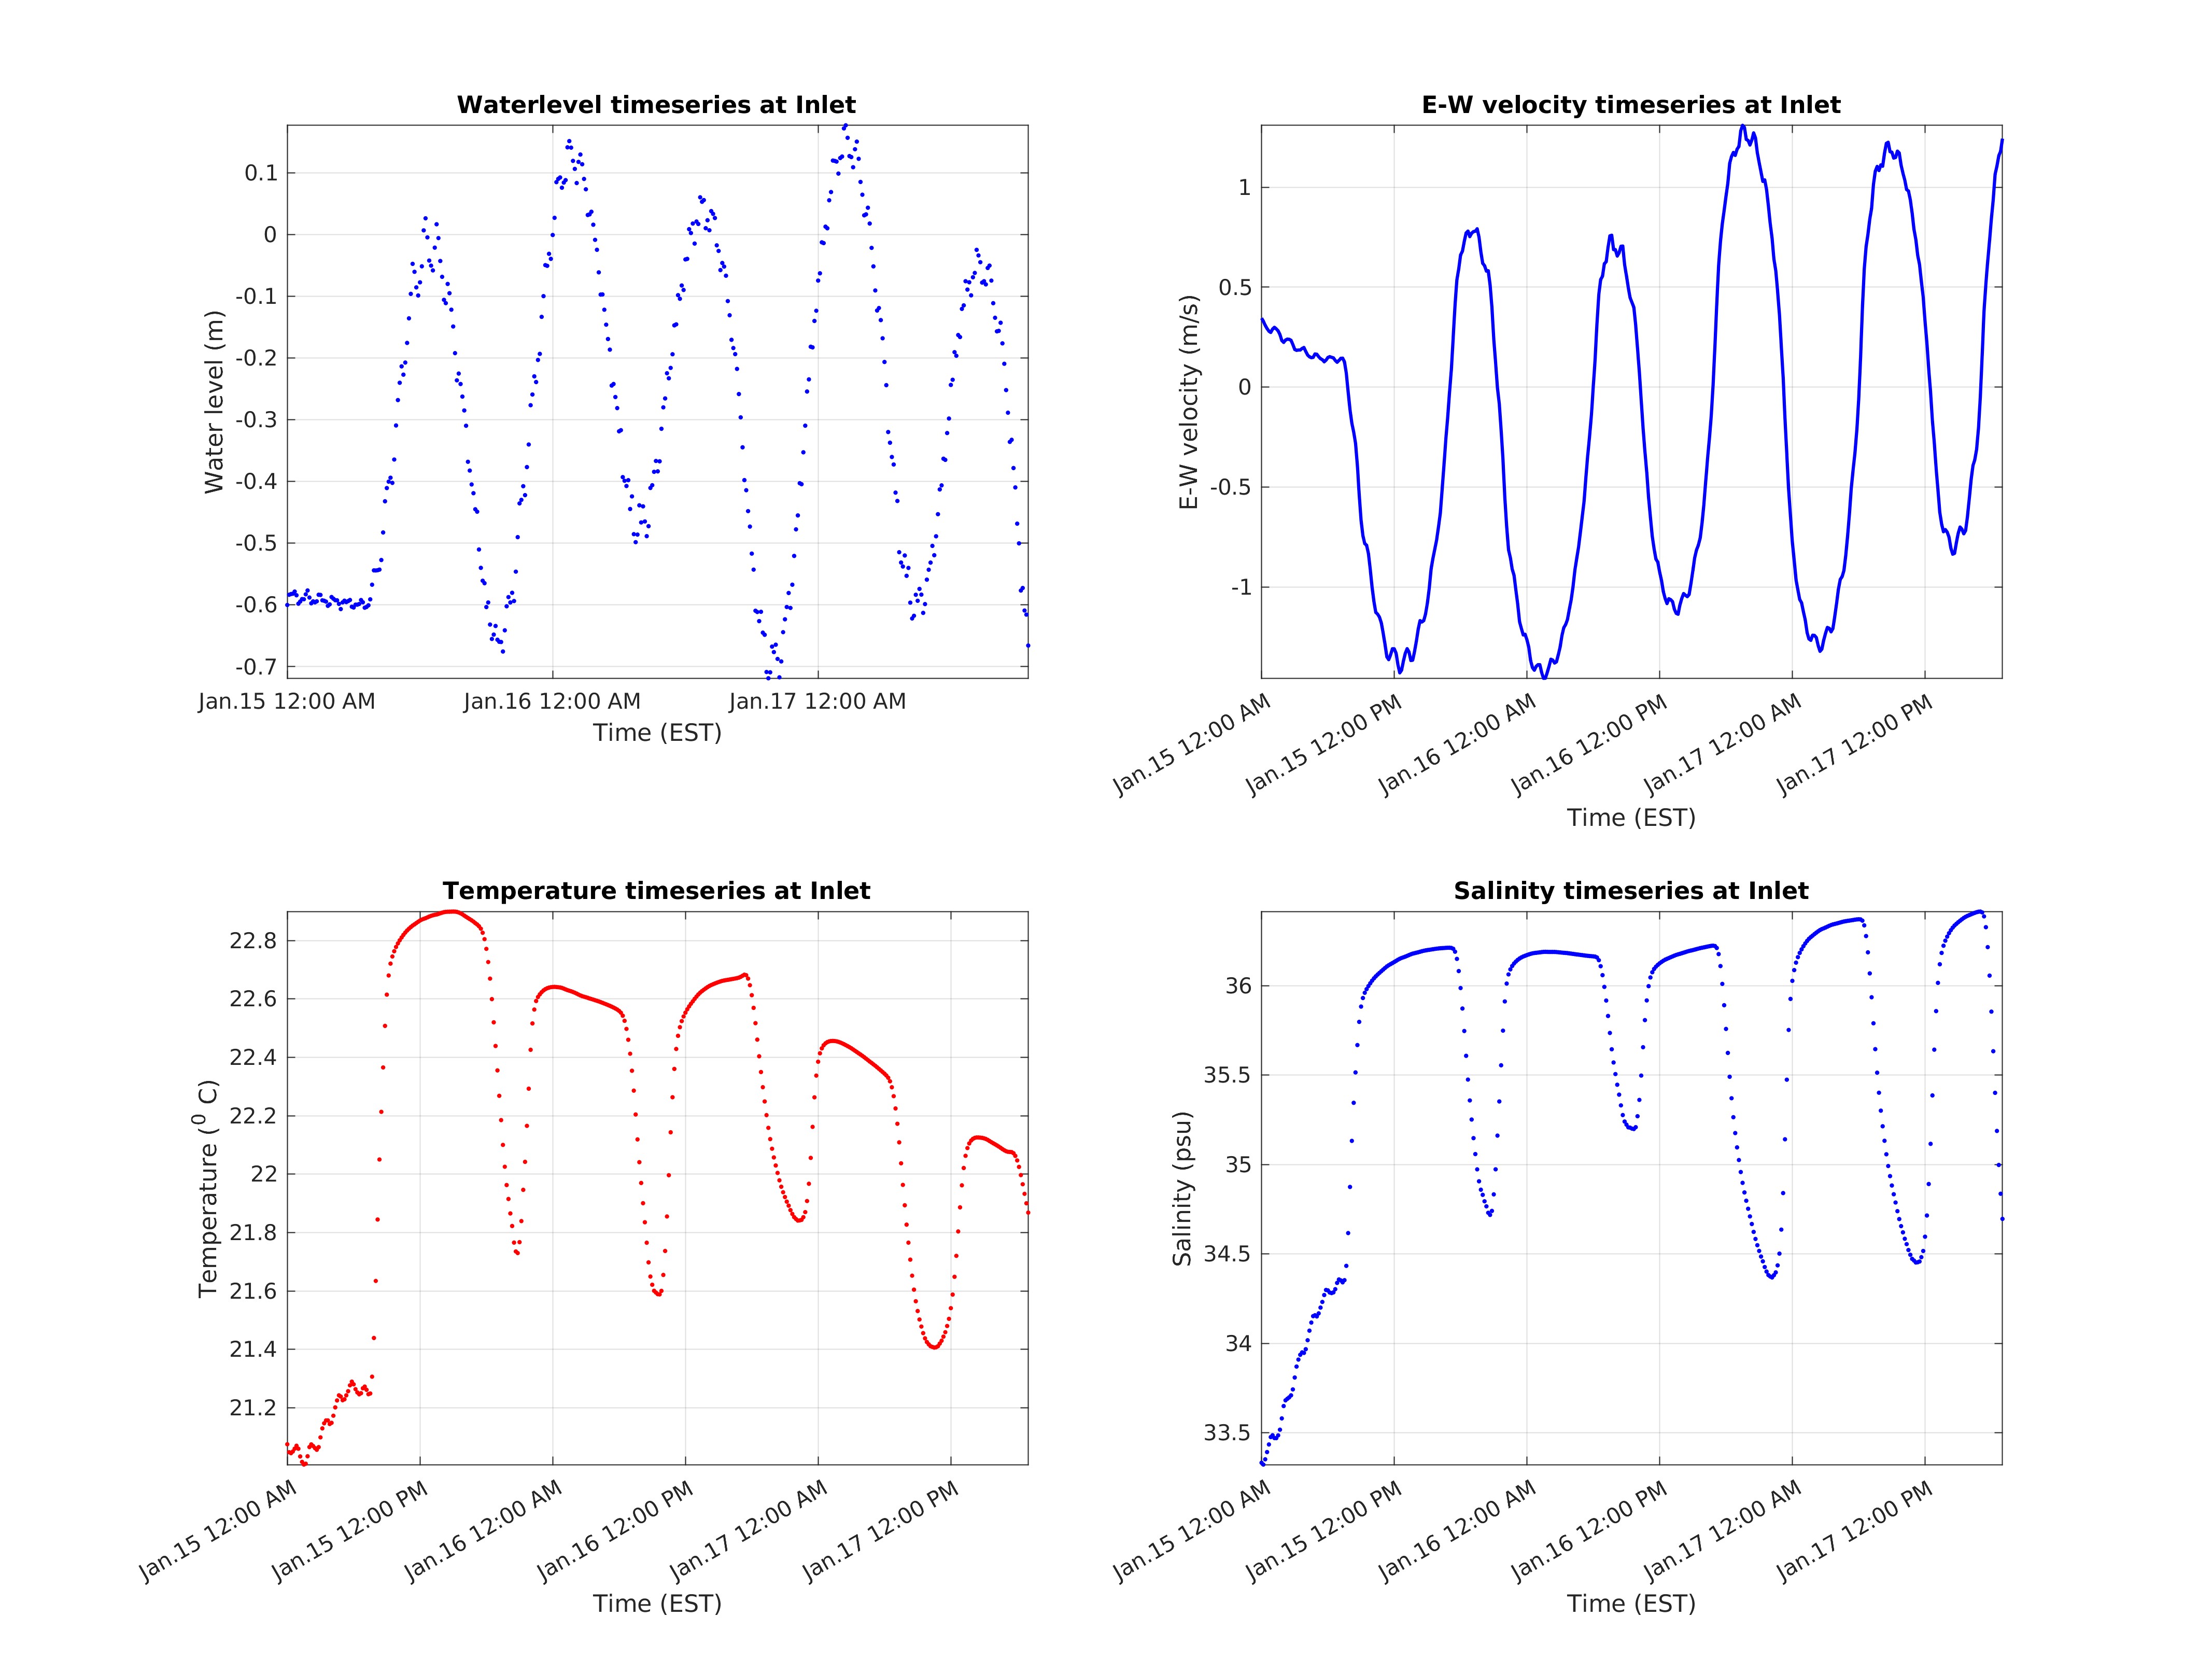 Waterlevel timeseries at Inlet
0.1
0
-0.1
-0.2
-0.3
-0.4
-0.5
-0.6
-0.7
Water level (m)
Jan.15 12:00 AM
Jan.16 12:00 AM
Jan.17 12:00 AM
Time (EST)
E-W velocity timeseries at Inlet
1
0.5
0
-0.5
-1
E-W velocity (m/s)
Jan.15 12:00 AM
Jan.15 12:00 PM
Jan.16 12:00 AM
Jan.16 12:00 PM
Jan.17 12:00 AM
Jan.17 12:00 PM
Time (EST)
Temperature timeseries at Inlet
22.8
22.6
22.4
22.2
22
21.8
21.6
21.4
21.2
Temperature (⁰ C)
Jan.15 12:00 AM
Jan.15 12:00 PM
Jan.16 12:00 AM
Jan.16 12:00 PM
Jan.17 12:00 AM
Jan.17 12:00 PM
Time (EST)
Salinity timeseries at Inlet
36
35.5
35
34.5
34
33.5
Salinity (psu)
Jan.15 12:00 AM
Jan.15 12:00 PM
Jan.16 12:00 AM
Jan.16 12:00 PM
Jan.17 12:00 AM
Jan.17 12:00 PM
Time (EST)